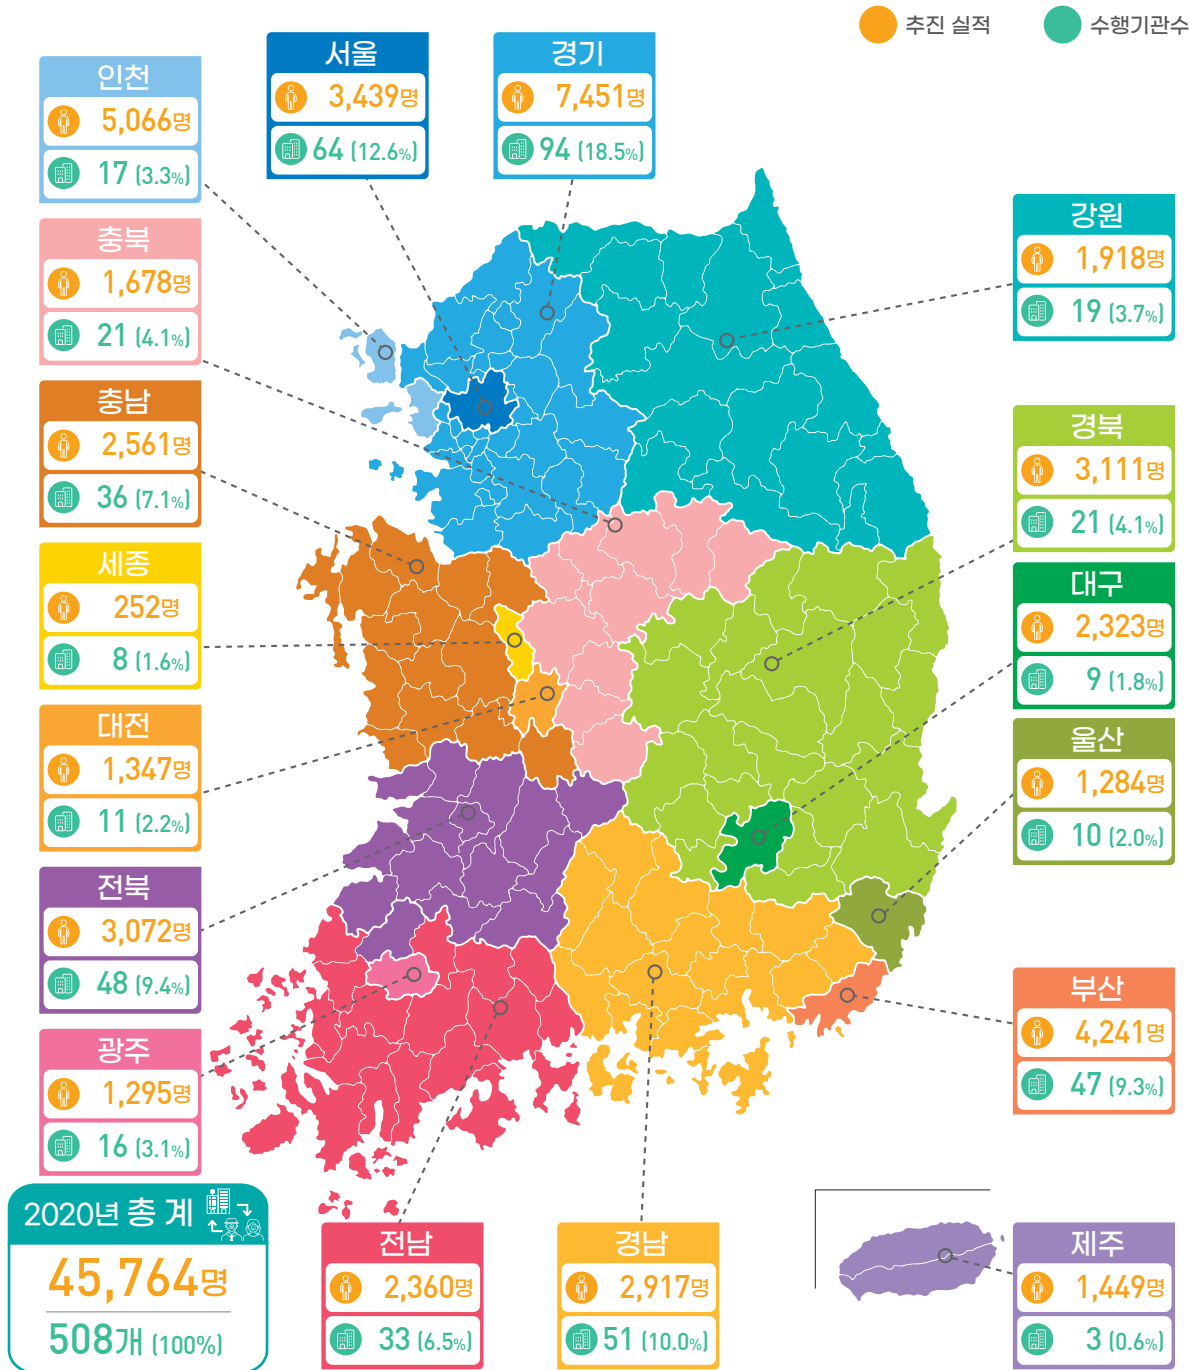 추진 실적
수행기관수
인천
5,066명
17 (3.3%)
서울
3,439명
64 (12.6%)
경기
7,451명
94 (18.5%)
충북
1,678명
21 (4.1%)
강원
1,918명
19 (3.7%)
충남
2,561명
36 (7.1%)
경북
3,111명
21 (4.1%)
세종
252명
8 (1.6%)
대구
2,323명
9 (1.8%)
대전
1,347명
11 (2.2%)
울산
1,284명
10 (2.0%)
전북
3,072명
48 (9.4%)
부산
4,241명
47 (9.3%)
광주
1,295명
16 (3.1%)
2020년 총 계
45,764명
508개 (100%)
전남
2,360명
33 (6.5%)
경남
2,917명
51 (10.0%)
제주
1,449명
3 (0.6%)